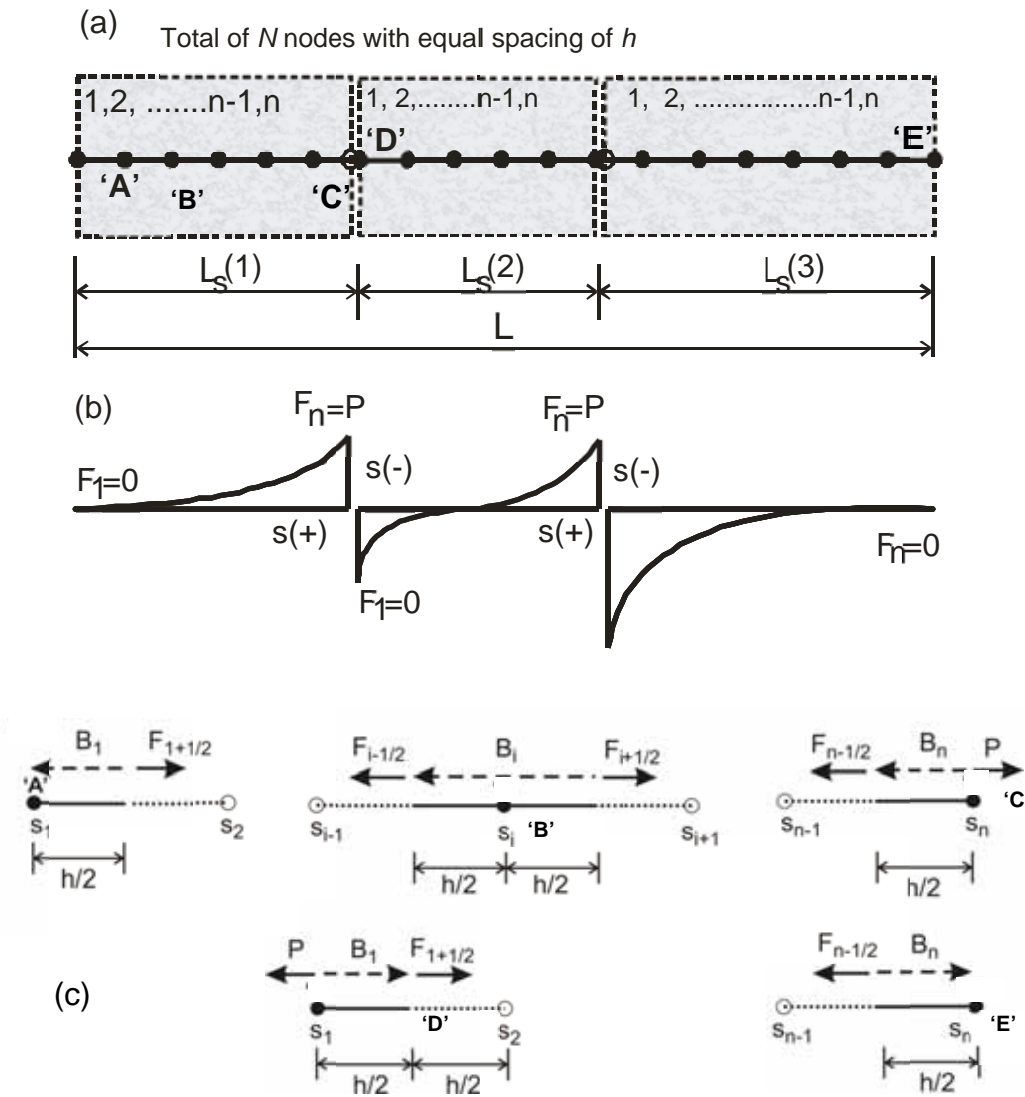 (a)
Total of N nodes with equal spacing of h
1,2, .......n-1,n
1, 2,........n-1,n
1, 2, .................n-1,n
‘D’
‘E’
‘A’
‘B’
‘C’
Ls(1)
Ls(2)
Ls(3)
L
(b)
Fn=P
Fn=P
F1=0
s(-)
s(-)
s(+)
s(+)
F1=0
Fn=0
B1 F1+1/2
Fi-1/2 Bi Fi+1/2
Fn-1/2 Bn P
‘A’
s1 s2
si-1 si ‘B’ si+1
sn-1 sn ‘C
h/2
h/2 h/2
h/2
P B1 F1+1/2
Fn-1/2 Bn
(c)
s1 ‘D’ s2
sn-1 sn ‘E’
h/2 h/2
h/2